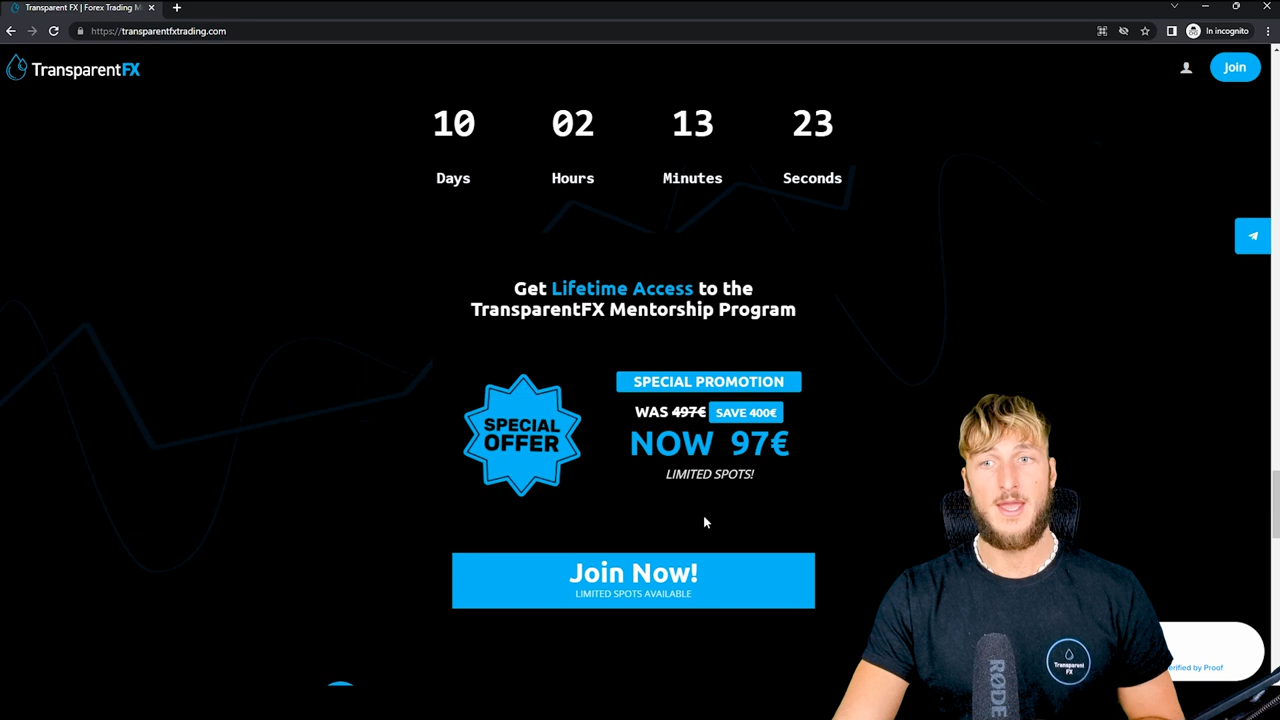 Transparent FX | Forex Trading M
https://transparentfxtrading.com
In incognito
TransparentFX
Join
10 02 13 23
Days Hours Minutes Seconds
Get Lifetime Access to the
TransparentFX Mentorship Program
SPECIAL OFFER
SPECIAL PROMOTION
WAS 497€ SAVE 400€
NOW 97€
LIMITED SPOTS!
Join Now!
LIMITED SPOTS AVAILABLE
Transparent
FX
RØDE
erified by Proof